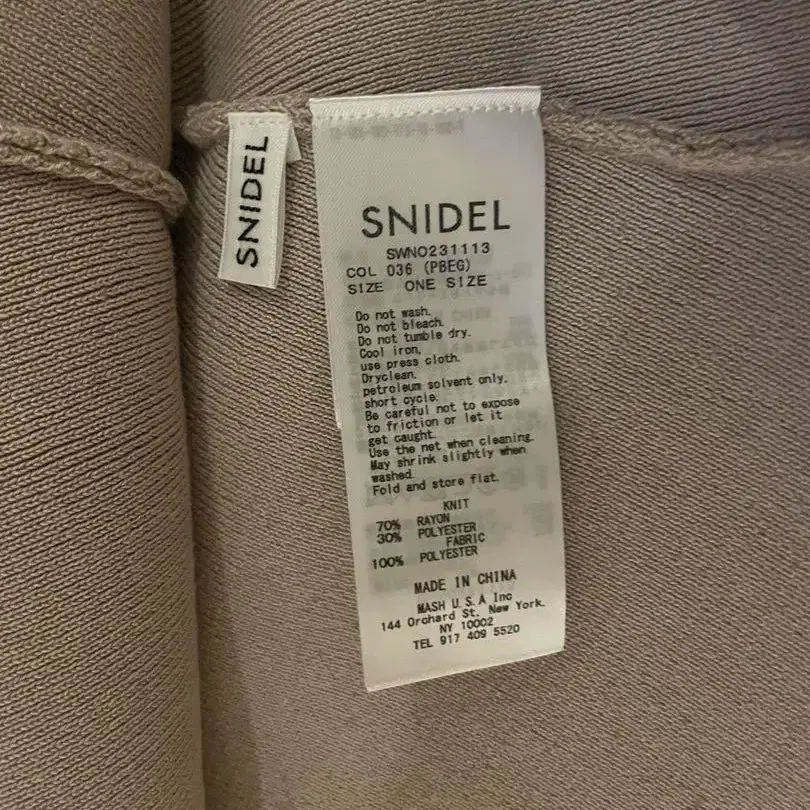 SNIDEL
SNIDEL
SWNO231113
COL 036 (PBEG)
SIZE ONE SIZE
Do not wash.
Do not bleach.
Do not tumble dry.
Cool iron,
use press cloth.
Dryclean,
petroleum solvent only,
short cycle.
Be careful not to expose
to friction or let it
get caught.
Use the net when cleaning.
May shrink slightly when
washed.
Fold and store flat.
KNIT
70% RAYON
30% POLYESTER
FABRIC
100% POLYESTER
MADE IN CHINA
MASH U.S.A Inc
144 Orchard St. New York.
NY 10002
TEL 917 409 5520